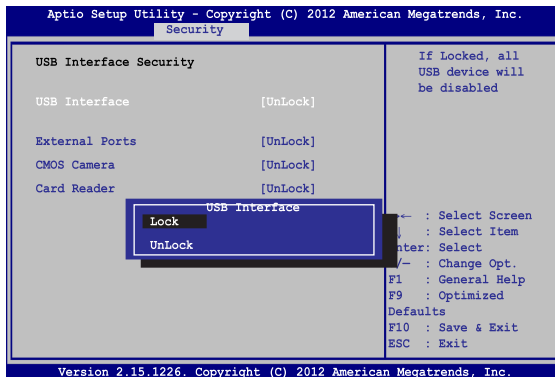 Aptio Setup Utility - Copyright (C) 2012 American Megatrends, Inc.
Security
USB Interface Security
USB Interface [UnLock]
External Ports [UnLock]
CMOS Camera [UnLock]
Card Reader [UnLock]
USB Interface
Lock
UnLock
If Locked, all
USB device will
be disabled
→← : Select Screen
↓ : Select Item
nter: Select
/— : Change Opt.
F1 : General Help
F9 : Optimized
Defaults
F10 : Save & Exit
ESC : Exit
Version 2.15.1226. Copyright (C) 2012 American Megatrends, Inc.